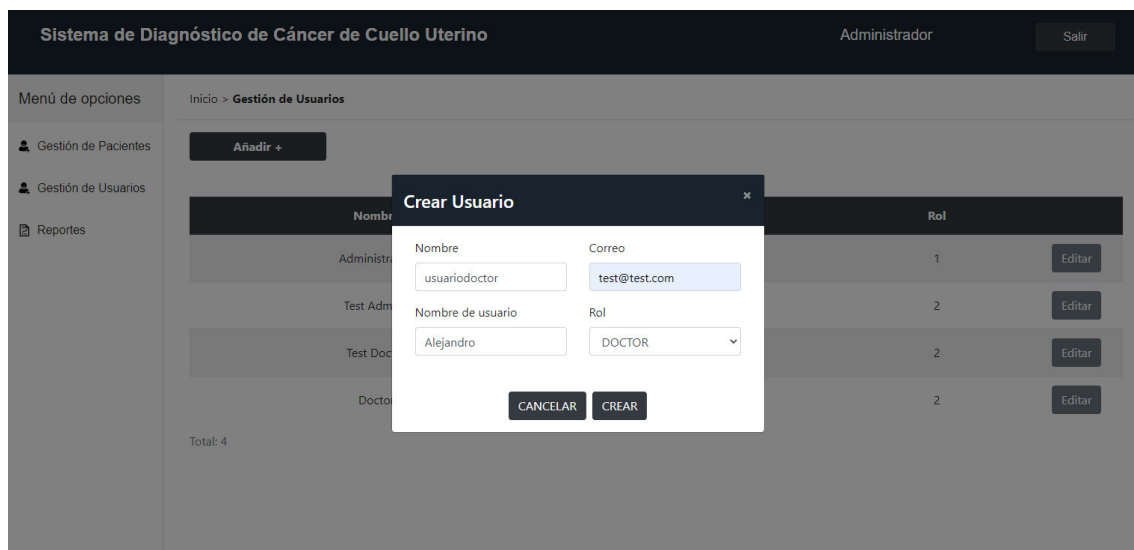 Sistema de Diagnóstico de Cáncer de Cuello Uterino Administrador Salir
Menú de opciones
Inicio > Gestión de Usuarios
Gestión de Pacientes
Añadir +
Gestión de Usuarios
Reportes
Crear Usuario ×
Nombre Correo
usuariodoctor test@test.com
Nombre de usuario Rol
Alejandro DOCTOR
CANCELAR CREAR
Nombr Rol
Administra 1 Editar
Test Adm 2 Editar
Test Doc 2 Editar
Docto 2 Editar
Total: 4